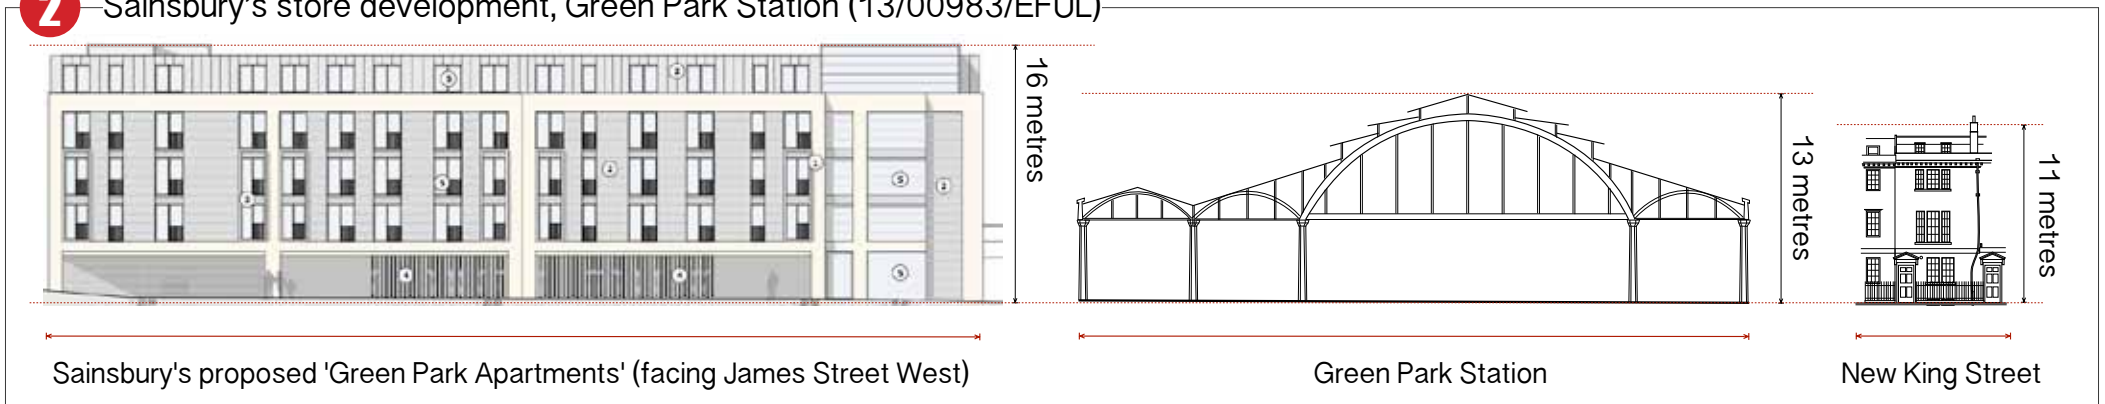 2
Sainsbury's store development, Green Park Station (13/00983/EFUL)
16 metres
13 metres
11 metres
Sainsbury's proposed 'Green Park Apartments' (facing James Street West)
Green Park Station
New King Street